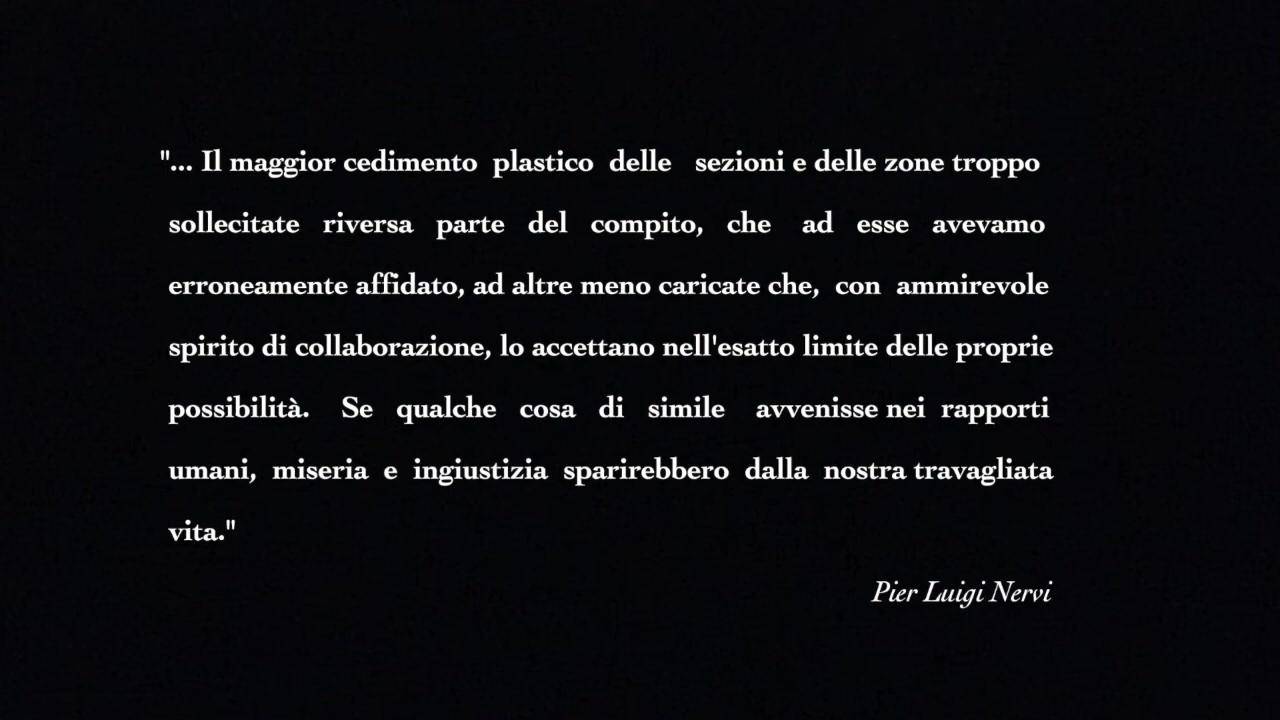 "... Il maggior cedimento plastico delle sezioni e delle zone troppo
sollecitate riversa parte del compito, che ad esse avevamo
erroneamente affidato, ad altre meno caricate che, con ammirevole
spirito di collaborazione, lo accettano nell'esatto limite delle proprie
possibilità. Se qualche cosa di simile avvenisse nei rapporti
umani, miseria e ingiustizia sparirebbero dalla nostra travagliata
vita."
Pier Luigi Nervi